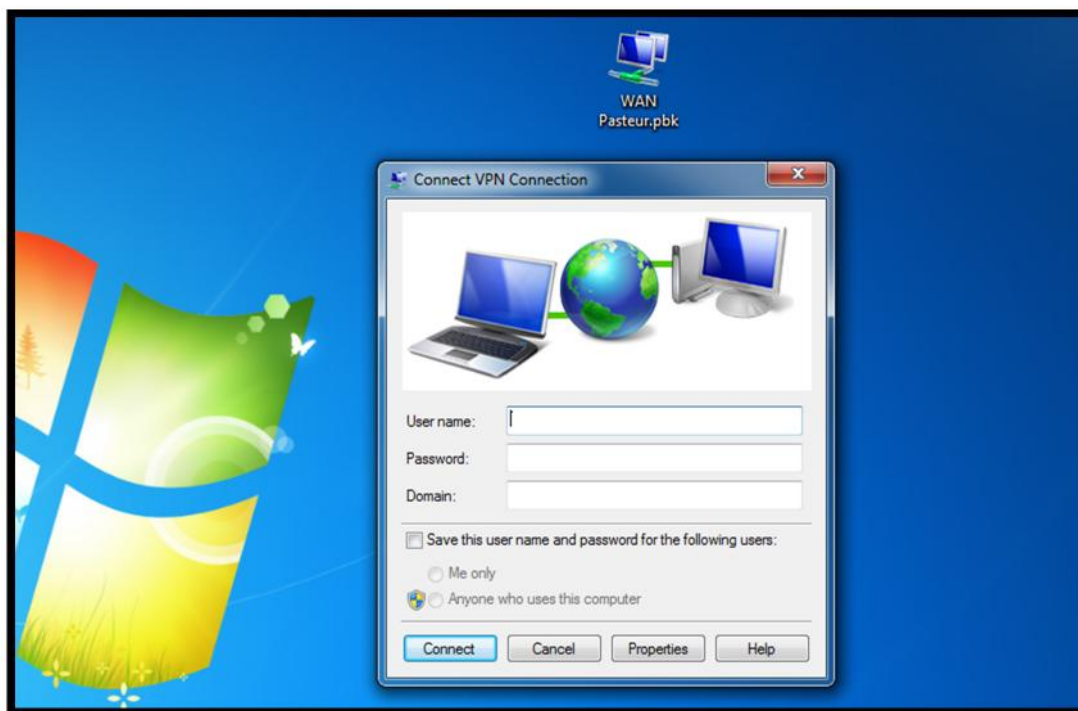 WAN
Pasteur.pbk
Connect VPN Connection
User name:
Password:
Domain:
Save this user name and password for the following users:
Me only
Anyone who uses this computer
Connect Cancel Properties Help